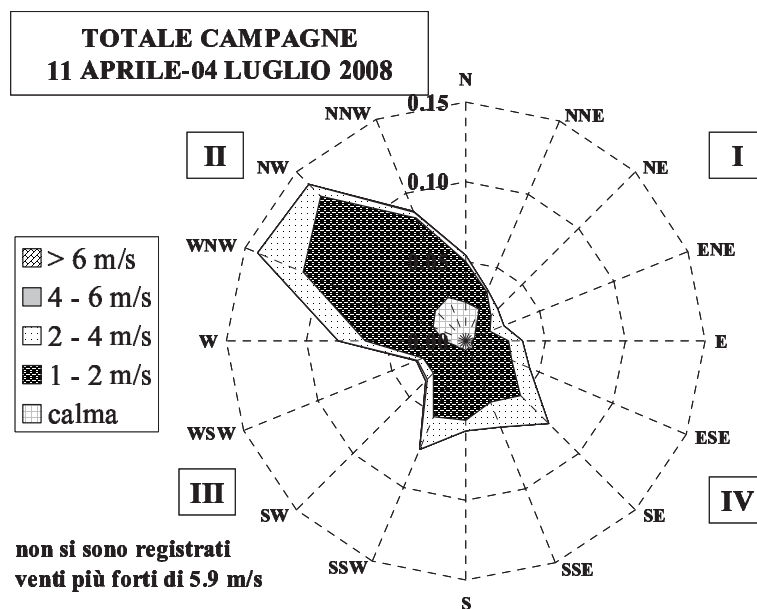 TOTALE CAMPAGNE
11 APRILE-04 LUGLIO 2008
N
0.15
NNW
NNE
II
I
NW
NE
0.10
WNW
ENE
> 6 m/s
4 - 6 m/s
2 - 4 m/s
1 - 2 m/s
calma
W
E
WSW
ESE
III
IV
SW
SE
non si sono registrati
venti più forti di 5.9 m/s
SSW
SSE
S